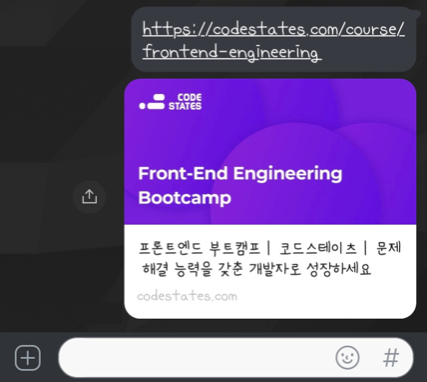 https://codestates.com/course/
frontend-engineering
CODE
STATES
Front-End Engineering
Bootcamp
프론트엔드 부트캠프 | 코드스테이츠 | 문제
해결 능력을 갖춘 개발자로 성장하세요
codestates.com
#